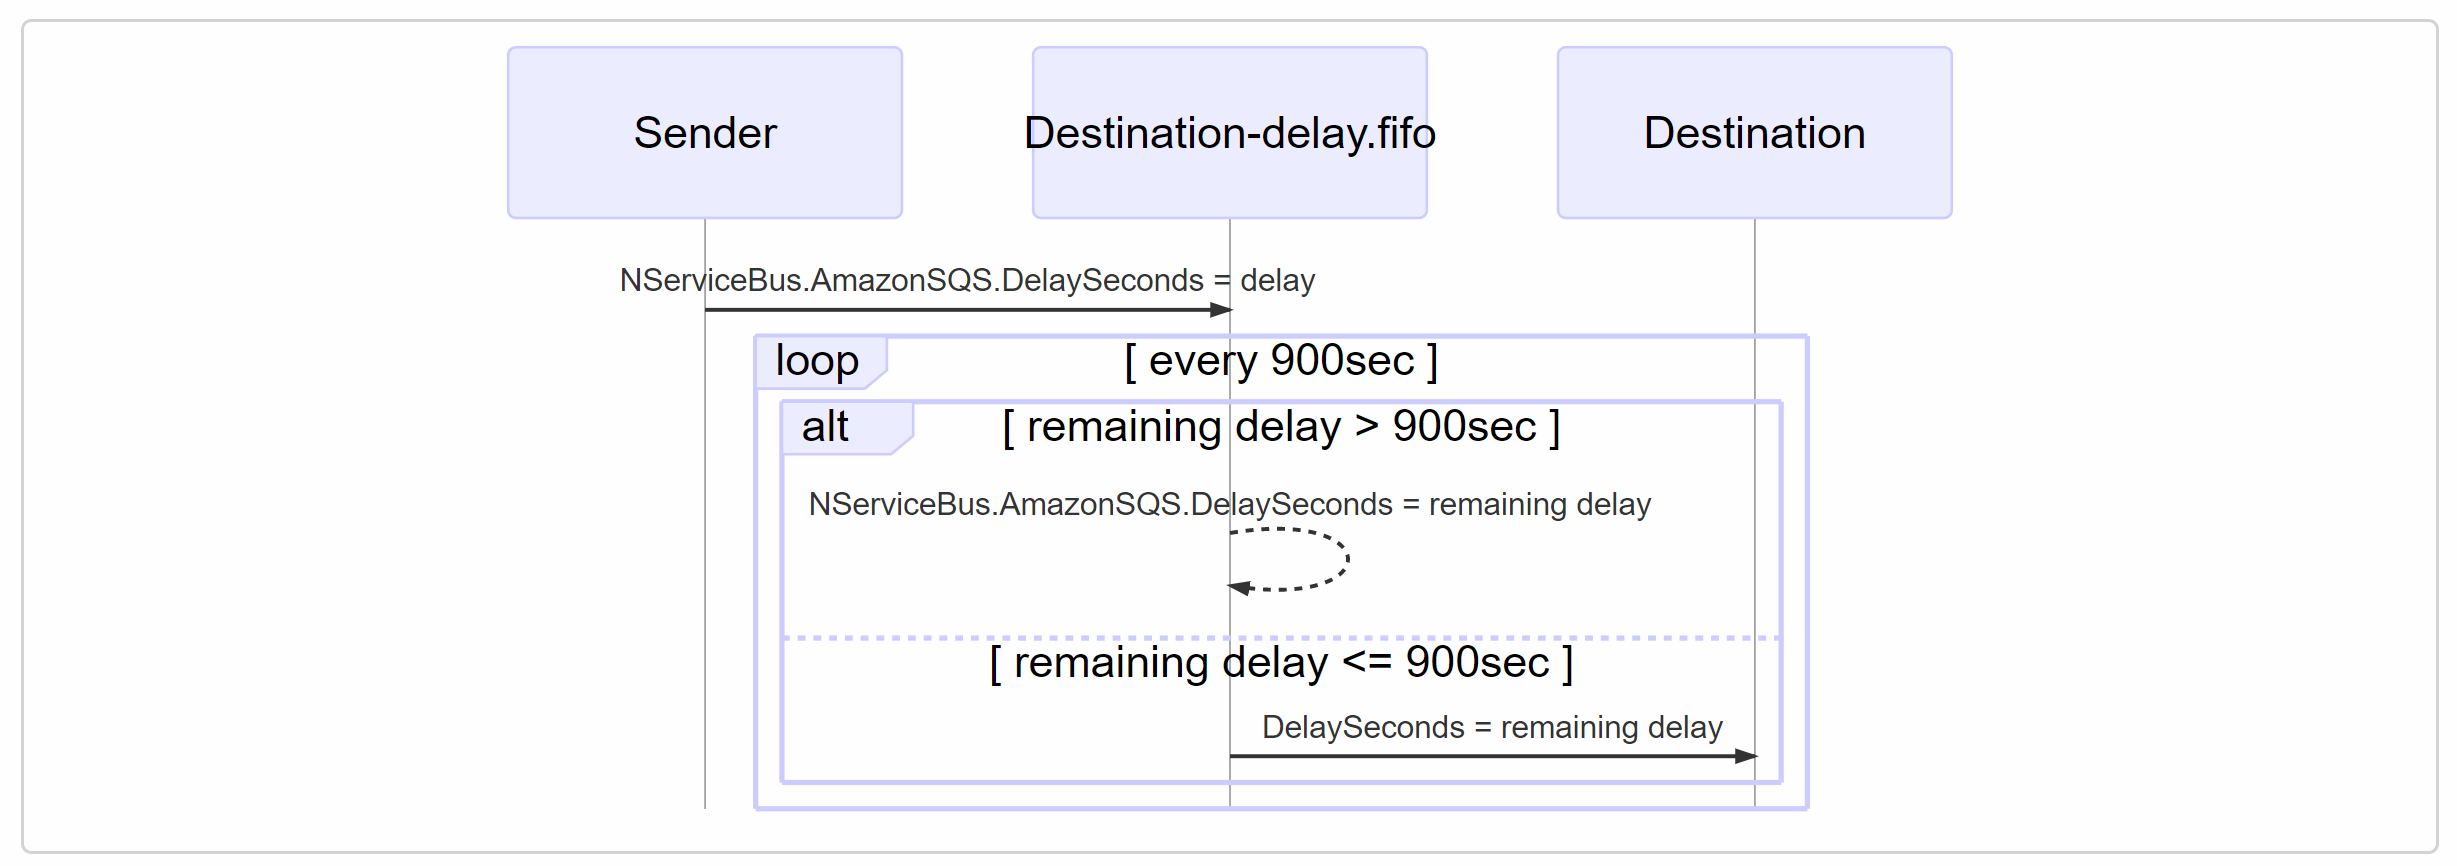 Sender
Destination-delay.fifo
Destination
NServiceBus.AmazonSQS.DelaySeconds = delay
loop
[ every 900sec ]
alt
[ remaining delay > 900sec ]
NServiceBus.AmazonSQS.DelaySeconds = remaining delay
[ remaining delay <= 900sec ]
DelaySeconds = remaining delay